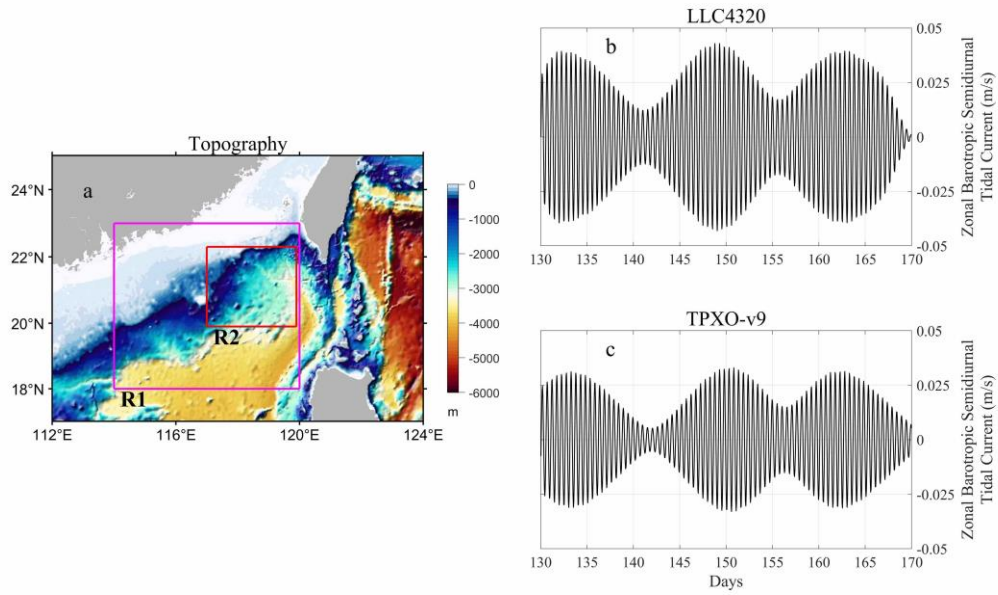 Topography
a
24°N
22°N
20°N
18°N
112°E
116°E
120°E
124°E
R1
R2
0
-1000
-2000
-3000
-4000
-5000
-6000
m
LLC4320
b
0.05
0.025
0
-0.025
-0.05
Zonal Barotropic Semidiurnal
Tidal Current (m/s)
130 135 140 145 150 155 160 165 170
TPXO-v9
c
0.05
0.025
0
-0.025
-0.05
Zonal Barotropic Semidiurnal
Tidal Current (m/s)
130 135 140 145 150 155 160 165 170
Days